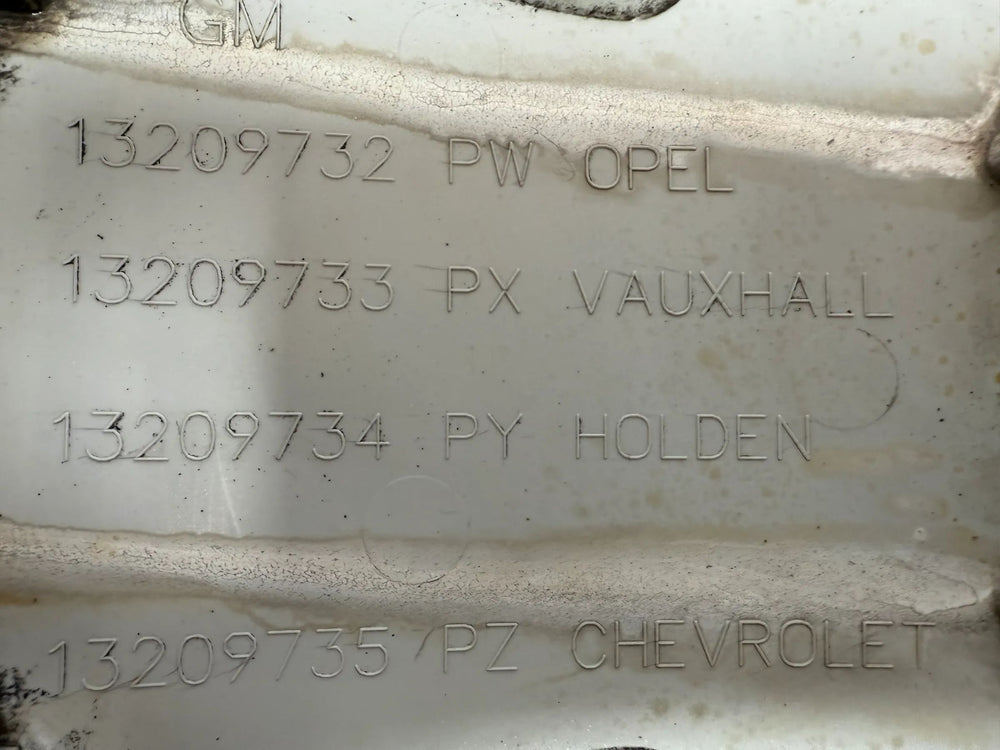 GM
13209732 PW OPEL
13209733 PX VAUXHALL
13209734 PY HOLDEN
13209735 PZ CHEVROLET